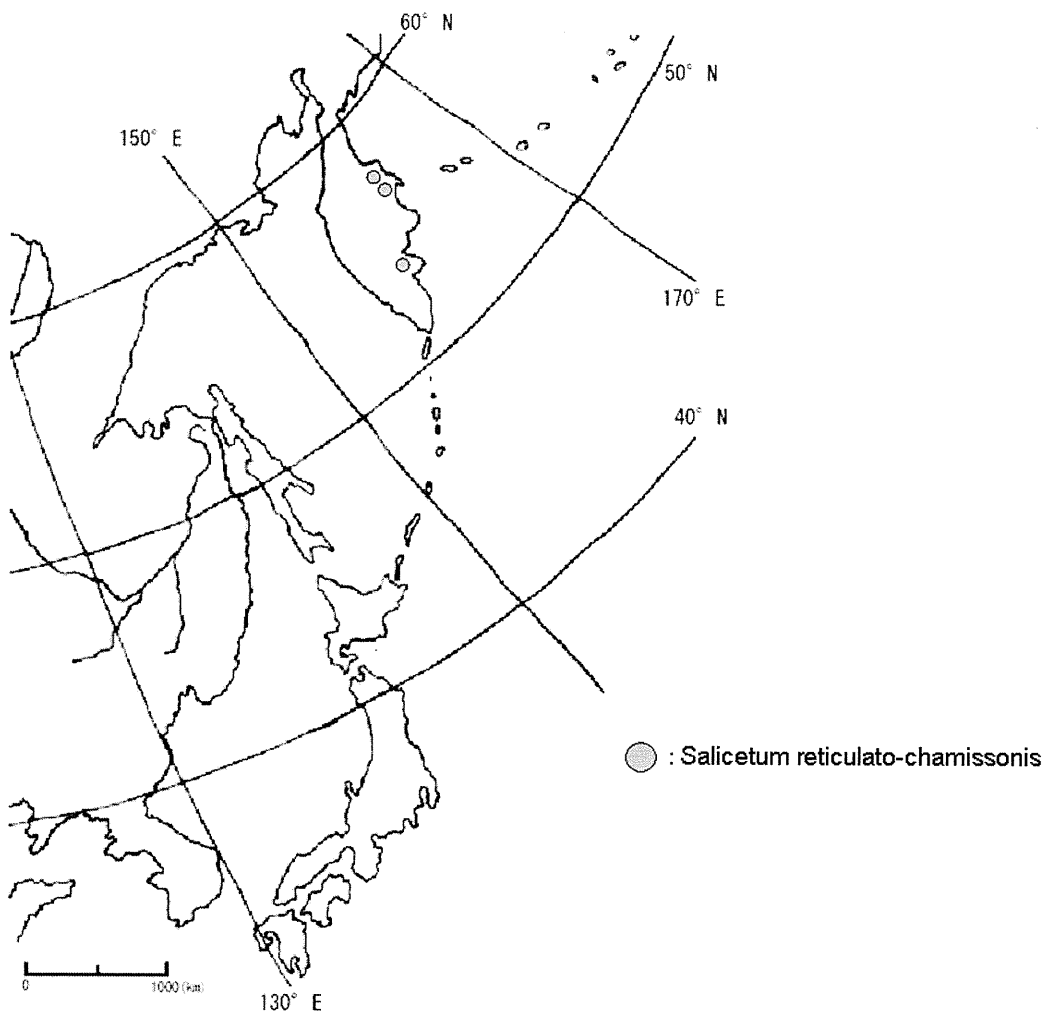 60° N
50° N
150° E
170° E
40° N
: Salicetum reticulato-chamissonis
0 1000 (km)
130° E